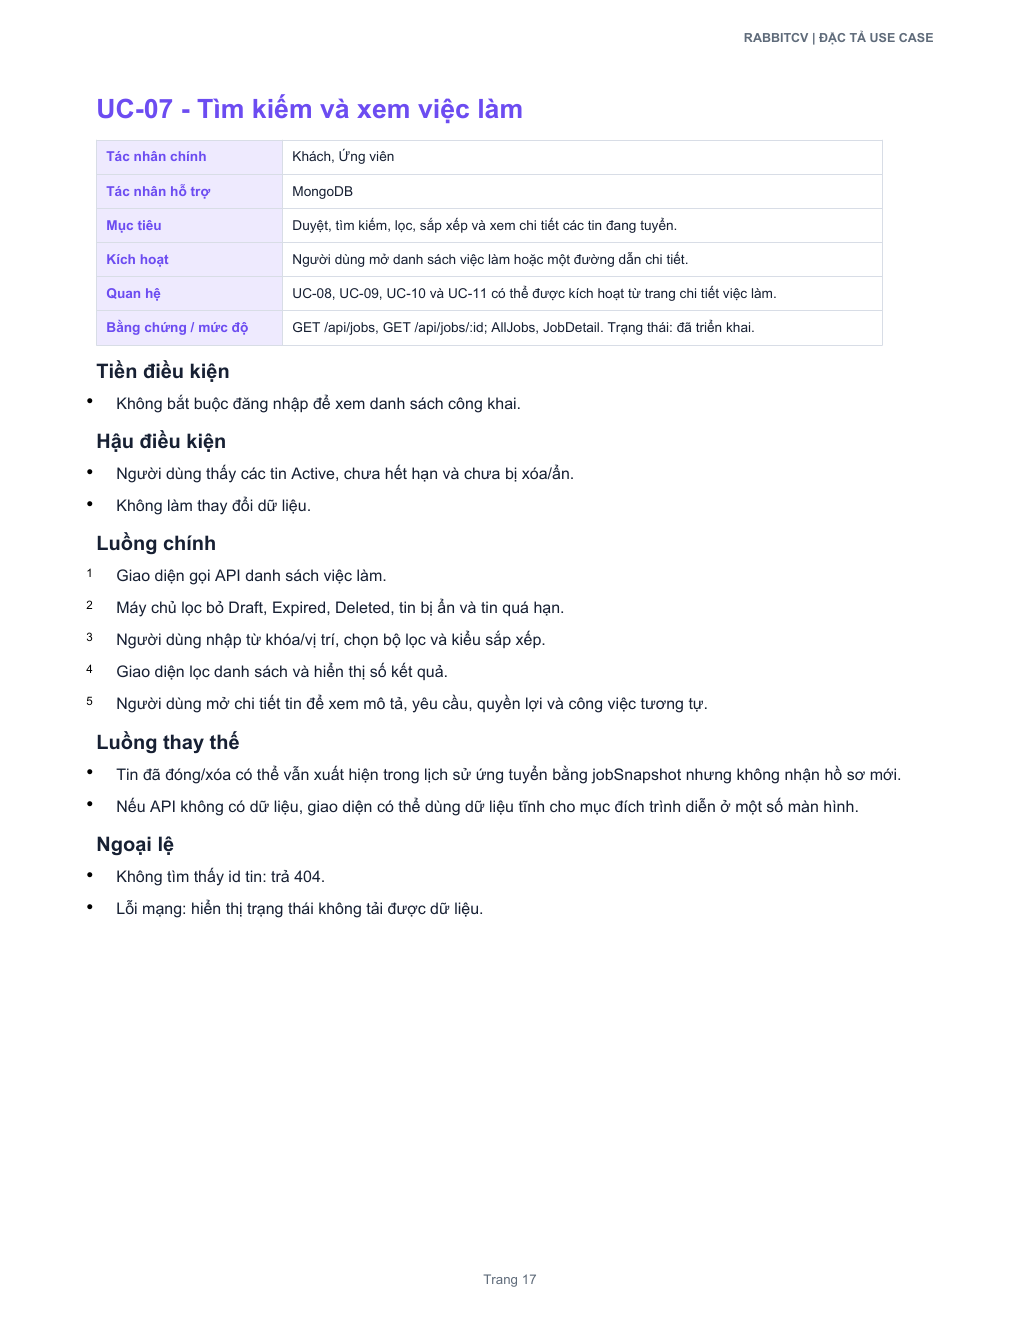 RABBITCV | ĐẶC TẢ USE CASE
UC-07 - Tìm kiếm và xem việc làm
Tác nhân chính Khách, Ứng viên
Tác nhân hỗ trợ MongoDB
Mục tiêu Duyệt, tìm kiếm, lọc, sắp xếp và xem chi tiết các tin đang tuyển.
Kích hoạt Người dùng mở danh sách việc làm hoặc một đường dẫn chi tiết.
Quan hệ UC-08, UC-09, UC-10 và UC-11 có thể được kích hoạt từ trang chi tiết việc làm.
Bằng chứng / mức độ GET /api/jobs, GET /api/jobs/:id; AllJobs, JobDetail. Trạng thái: đã triển khai.
Tiền điều kiện
• Không bắt buộc đăng nhập để xem danh sách công khai.
Hậu điều kiện
• Người dùng thấy các tin Active, chưa hết hạn và chưa bị xóa/ẩn.
• Không làm thay đổi dữ liệu.
Luồng chính
1 Giao diện gọi API danh sách việc làm.
2 Máy chủ lọc bỏ Draft, Expired, Deleted, tin bị ẩn và tin quá hạn.
3 Người dùng nhập từ khóa/vị trí, chọn bộ lọc và kiểu sắp xếp.
4 Giao diện lọc danh sách và hiển thị số kết quả.
5 Người dùng mở chi tiết tin để xem mô tả, yêu cầu, quyền lợi và công việc tương tự.
Luồng thay thế
• Tin đã đóng/xóa có thể vẫn xuất hiện trong lịch sử ứng tuyển bằng jobSnapshot nhưng không nhận hồ sơ mới.
• Nếu API không có dữ liệu, giao diện có thể dùng dữ liệu tĩnh cho mục đích trình diễn ở một số màn hình.
Ngoại lệ
• Không tìm thấy id tin: trả 404.
• Lỗi mạng: hiển thị trạng thái không tải được dữ liệu.
Trang 17